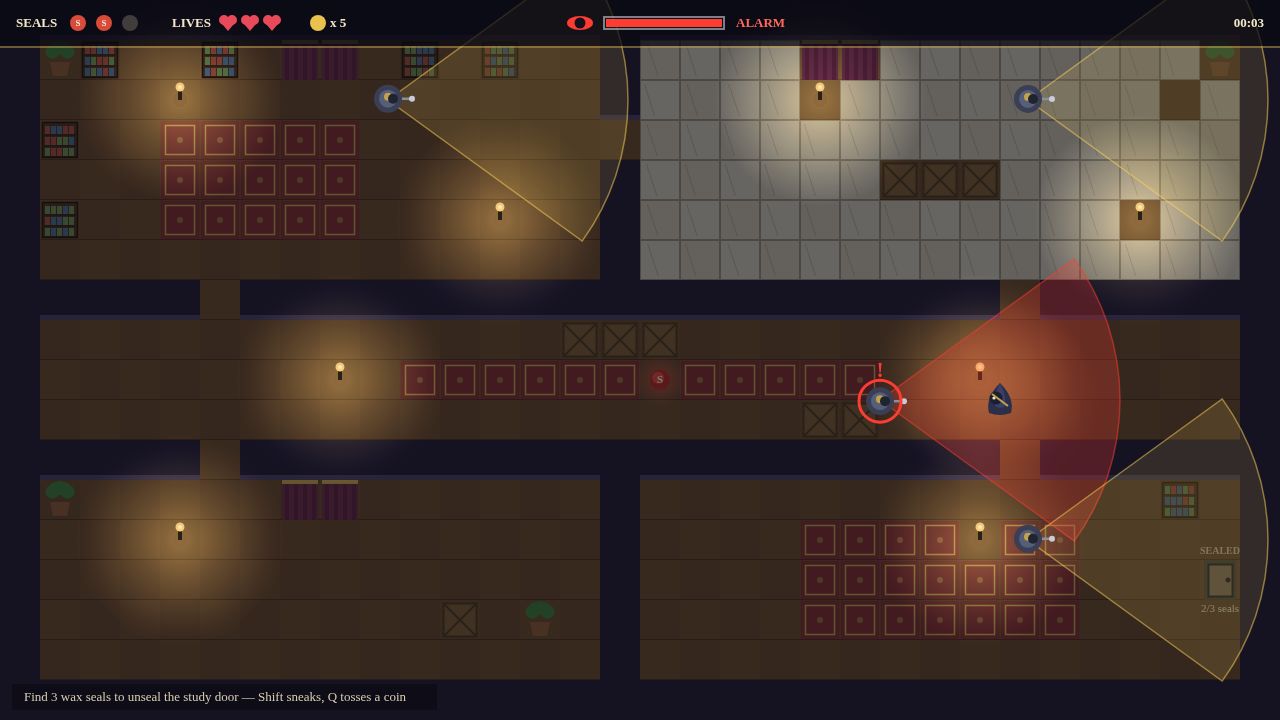 SEALS S S LIVES x 5 ALARM 00:03
S
!
SEALED
2/3 seals
Find 3 wax seals to unseal the study door — Shift sneaks, Q tosses a coin